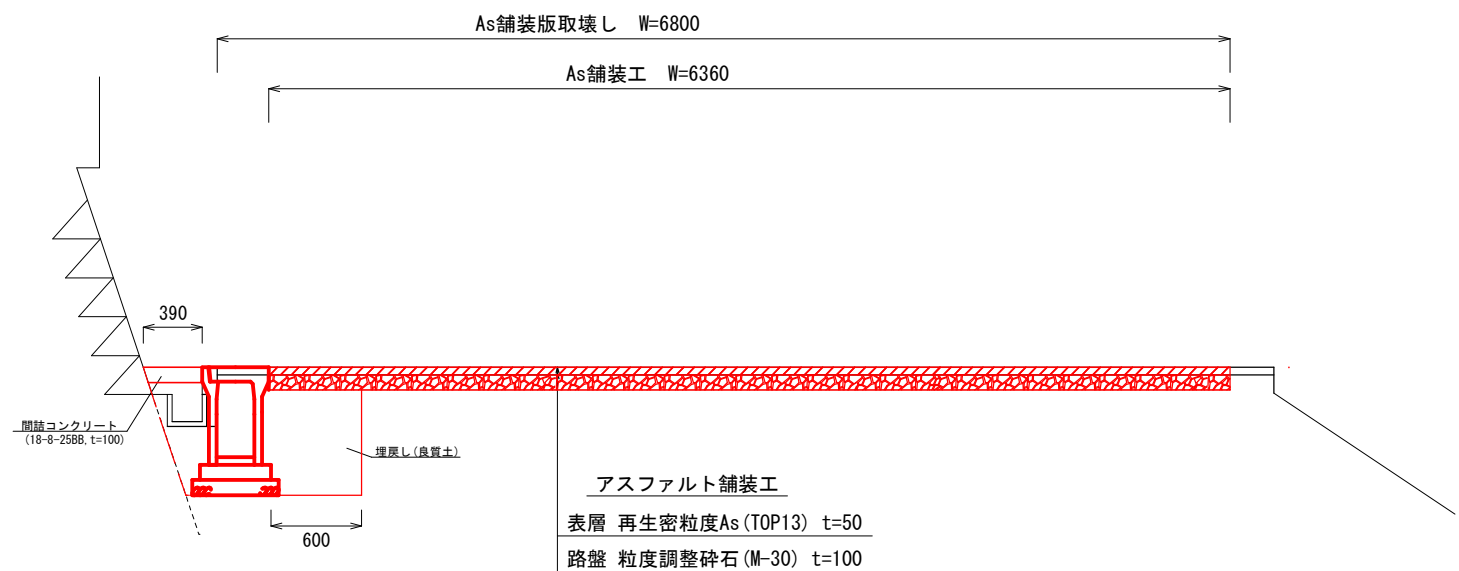 As舗装版取壊し W=6800
As舗装工 W=6360
390
間詰コンクリート
(18-8-25BB,t=100)
埋戻し(良質土)
600
アスファルト舗装工
表層 再生密粒度As(TOP13) t=50
路盤 粒度調整砕石(M-30) t=100